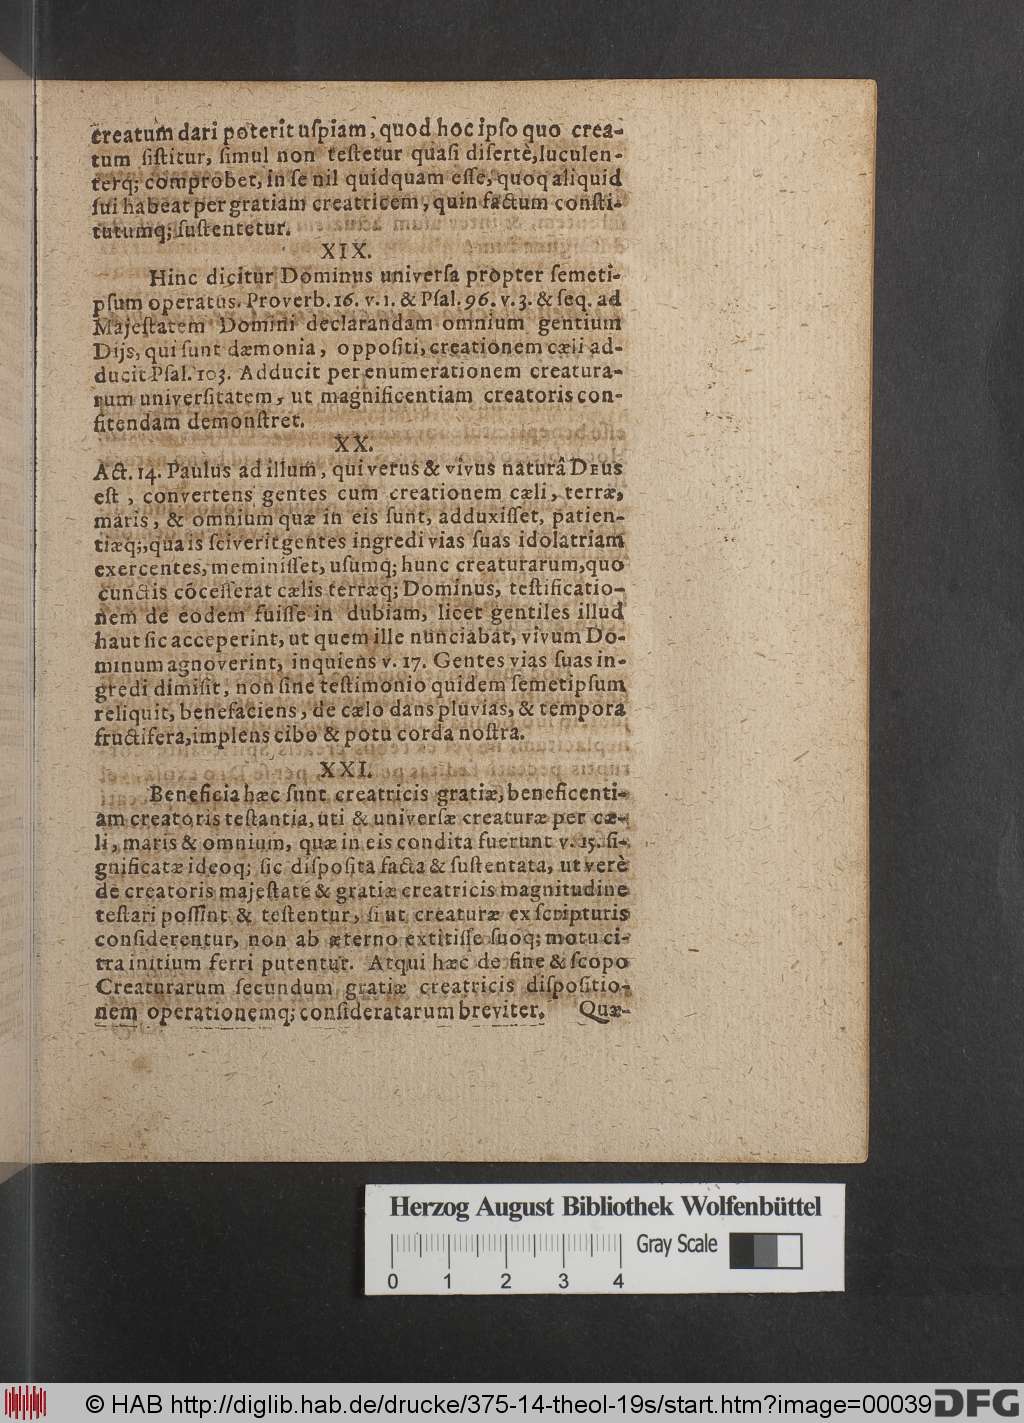 creatum dari poterit uſpiam, quod hoc ipſo quo crea-
tum ſiſtitur, ſimul non teſtetur quaſi diſertè, luculen-
terq; comprobet, in ſe nil quidquam eſſe, quoq aliquid
ſui habeat per gratiam creatricem, quin factum conſti-
tutumq; ſuſtentetur.
XIX.
Hinc dicitur Dominus univerſa propter ſemeti-
pſum operatus. Proverb. 16. v. 1. & Pſal. 96. v. 3. & ſeq. ad
Majeſtatem Domini declarandam omnium gentium
Dijs, qui ſunt dæmonia, oppoſiti, creationem cæli ad-
ducit Pſal. 103. Adducit per enumerationem creatura-
rum univerſitatem, ut magnificentiam creatoris con-
fitendam demonſtret.
XX.
Act. 14. Paulus ad illum, qui verus & vivus naturâ DEUS
eſt, convertens gentes cum creationem cæli, terræ,
maris, & omnium quæ in eis ſunt, adduxiſſet, patien-
tiæq;, qua is ſciverit gentes ingredi vias ſuas idolatriam
exercentes, meminiſſet, uſumq; hunc creaturarum, quo
cunctis cõceſſerat cælis terræq; Dominus, teſtificatio-
nem de eodem fuiſſe in dubiam, licet gentiles illud
haut ſic acceperint, ut quem ille nunciabat, vivum Do-
minum agnoverint, inquiens v. 17. Gentes vias ſuas in-
gredi dimiſit, non ſine teſtimonio quidem ſemetipſum
reliquit, benefaciens, de cælo dans pluvias, & tempora
fructifera, implens cibo & potu corda noſtra.
XXI.
Beneficia hæc ſunt creatricis gratiæ, beneficenti-
am creatoris teſtantia, uti & univerſæ creaturæ per cæ-
li, maris & omnium, quæ in eis condita fuerunt v. 15. ſi-
gnificatæ ideoq; ſic diſpoſita facta & ſuſtentata, ut verè
de creatoris majeſtate & gratiæ creatricis magnitudine
teſtari poſſint & teſtentur, ſi ut creaturæ ex ſcripturis
conſiderentur, non ab æterno extitiſſe ſuoq; motu ci-
tra initium ferri putentur. Atqui hæc de fine & ſcopo
Creaturarum ſecundum gratiæ creatricis diſpoſitio-
nem operationemq; conſideratarum breviter. Quæ-
Herzog August Bibliothek Wolfenbüttel
Gray Scale
0 1 2 3 4
© HAB http://diglib.hab.de/drucke/375-14-theol-19s/start.htm?image=00039
DFG